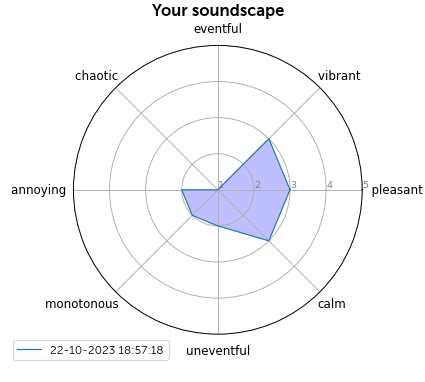 Your soundscape
eventful
chaotic
vibrant
annoying
1
2
3
4
5
pleasant
monotonous
calm
22-10-2023 18:57:18
uneventful